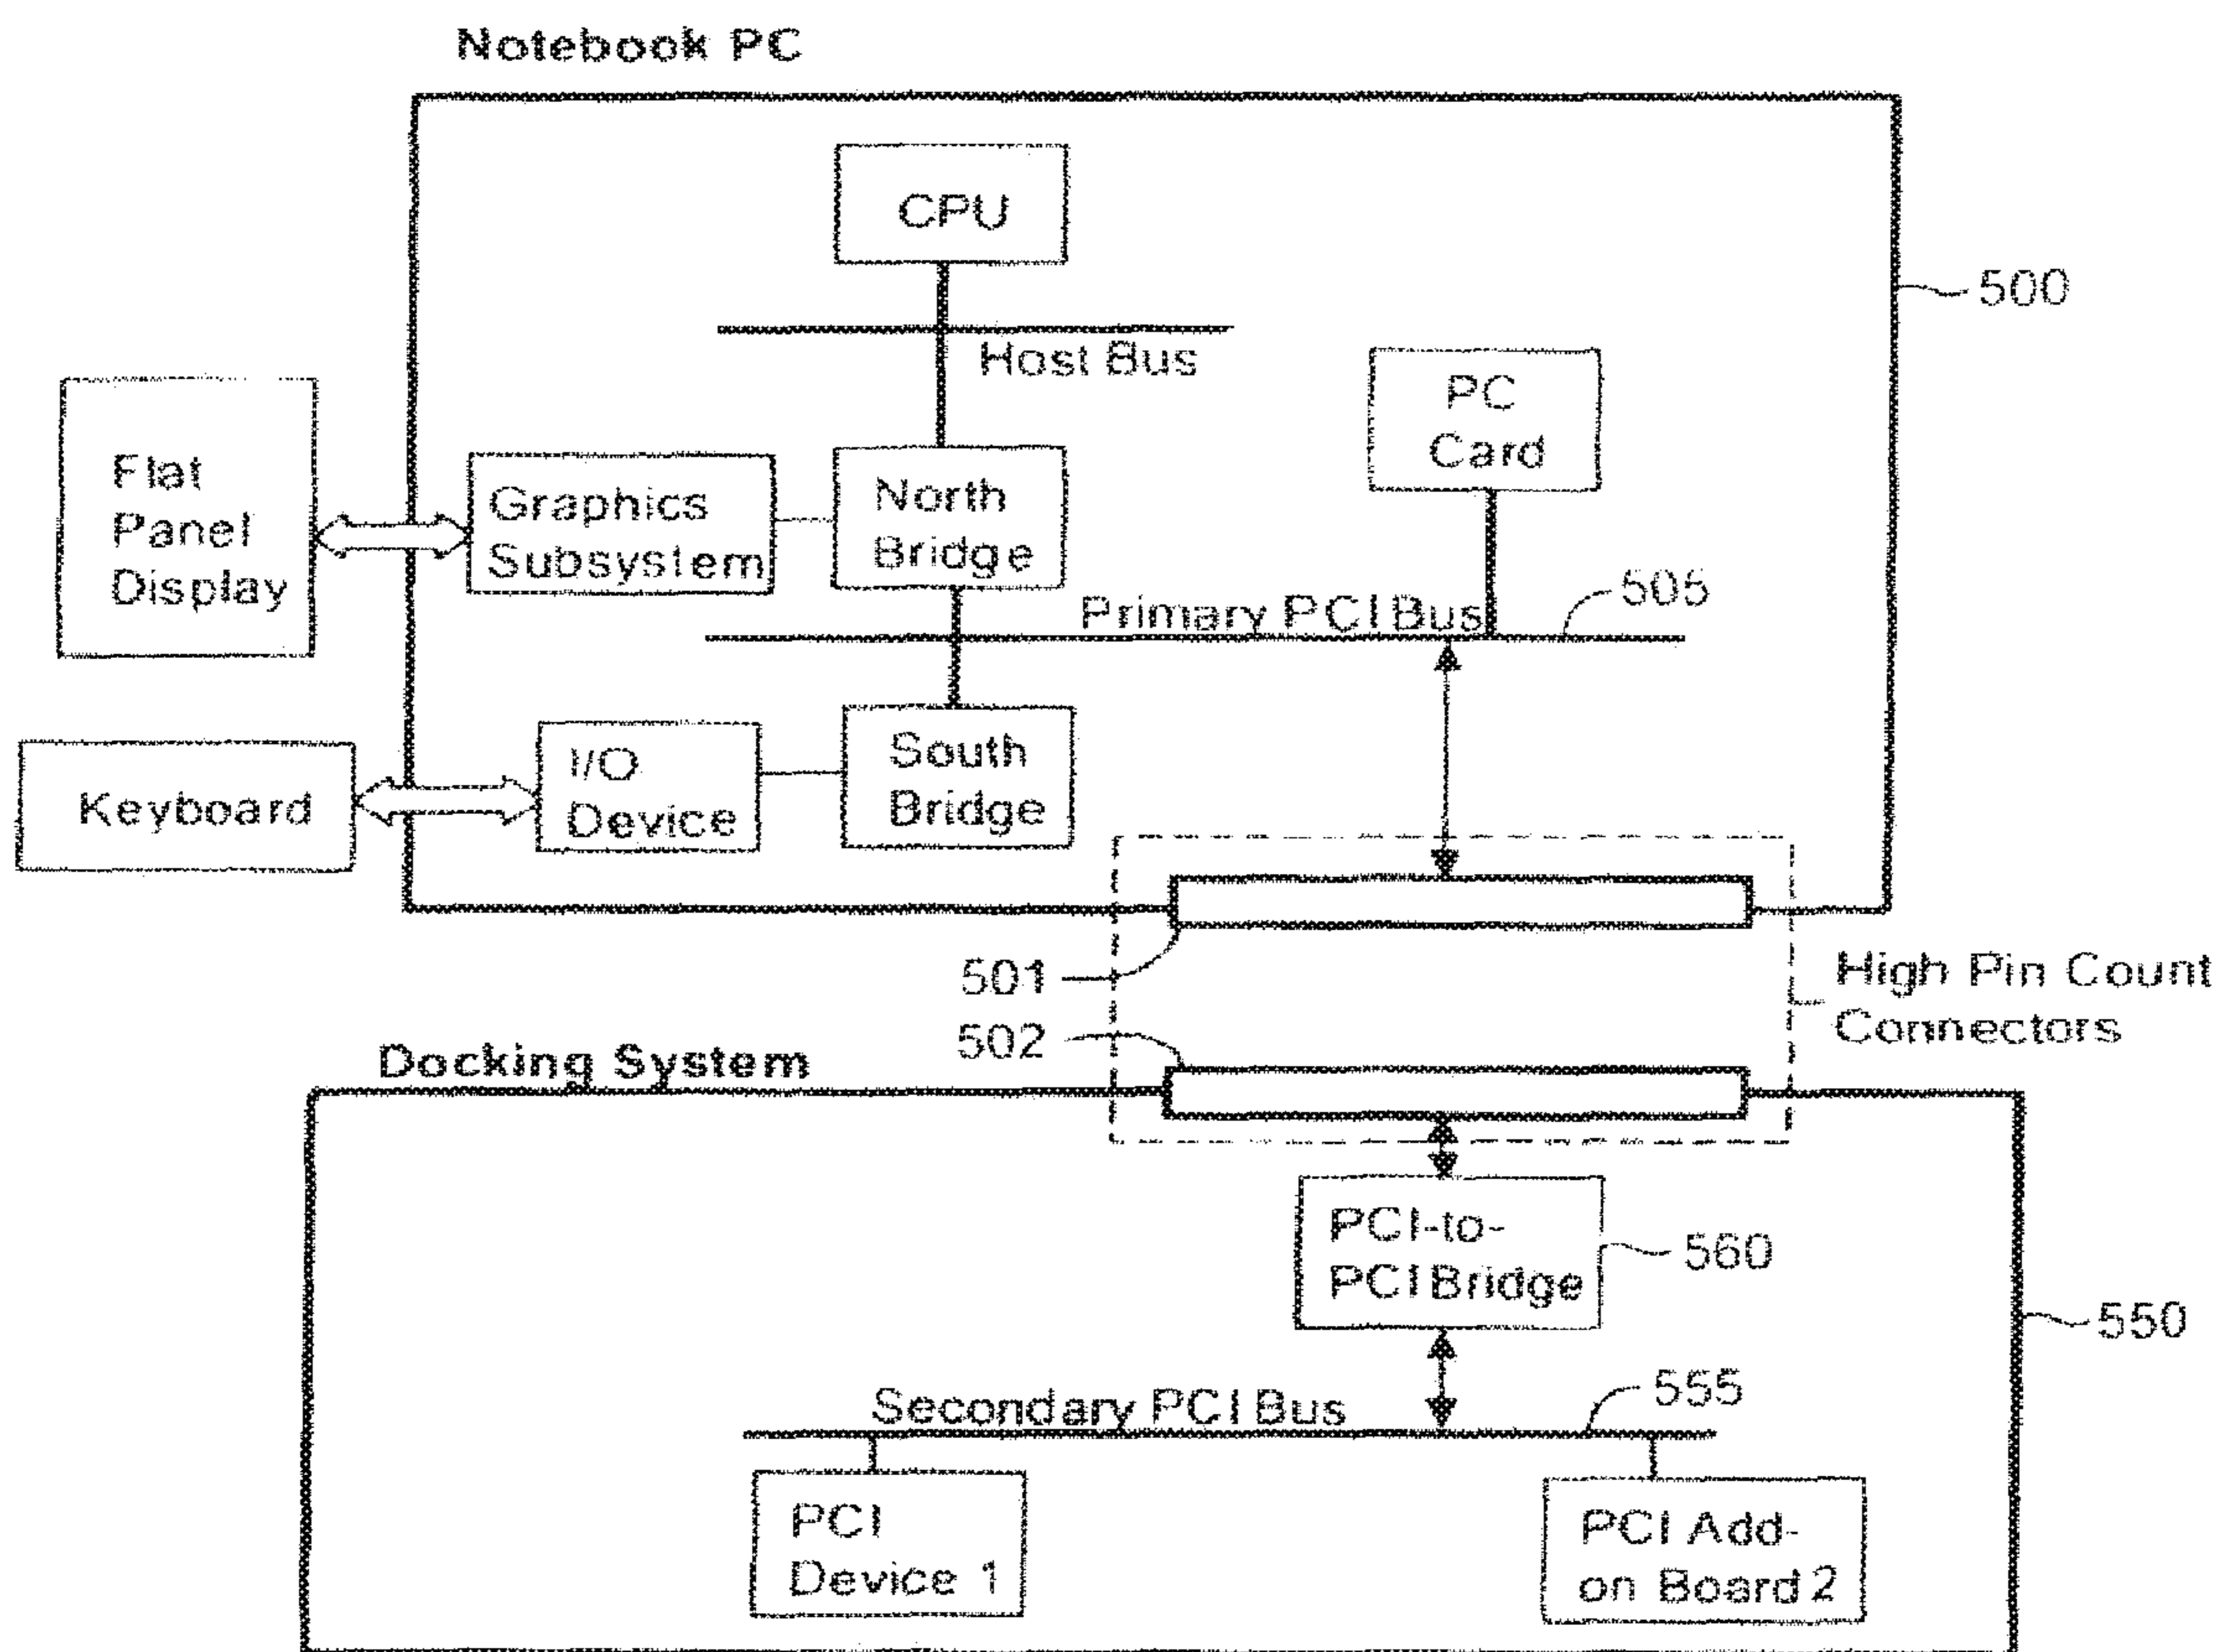 Notebook PC
CPU
500
Host Bus
PC
Card
Flat
Panel
Display
Graphics
Subsystem
North
Bridge
Primary PCI Bus
505
Keyboard
I/O
Device
South
Bridge
501
High Pin Count
Connectors
502
Docking System
PCI-to-
PCI Bridge
560
550
Secondary PCI Bus
555
PCI
Device 1
PCI Add-
on Board 2